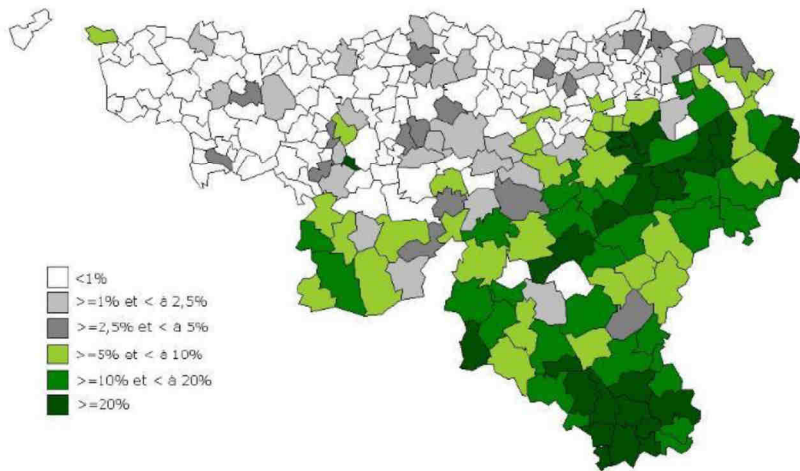 <1%
>=1% et < à 2,5%
>=2,5% et < à 5%
>=5% et < à 10%
>=10% et < à 20%
>=20%